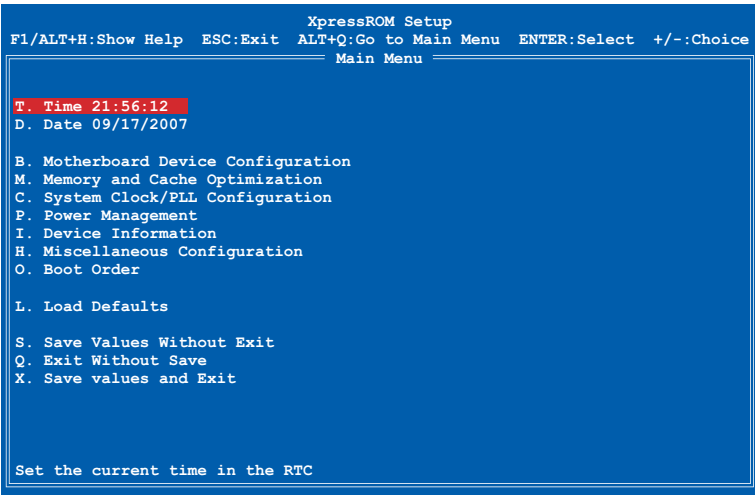 XpressROM Setup
F1/ALT+H:Show Help ESC:Exit ALT+Q:Go to Main Menu ENTER:Select +/-:Choice
Main Menu
T. Time 21:56:12
D. Date 09/17/2007
B. Motherboard Device Configuration
M. Memory and Cache Optimization
C. System Clock/PLL Configuration
P. Power Management
I. Device Information
H. Miscellaneous Configuration
O. Boot Order
L. Load Defaults
S. Save Values Without Exit
Q. Exit Without Save
X. Save values and Exit
Set the current time in the RTC